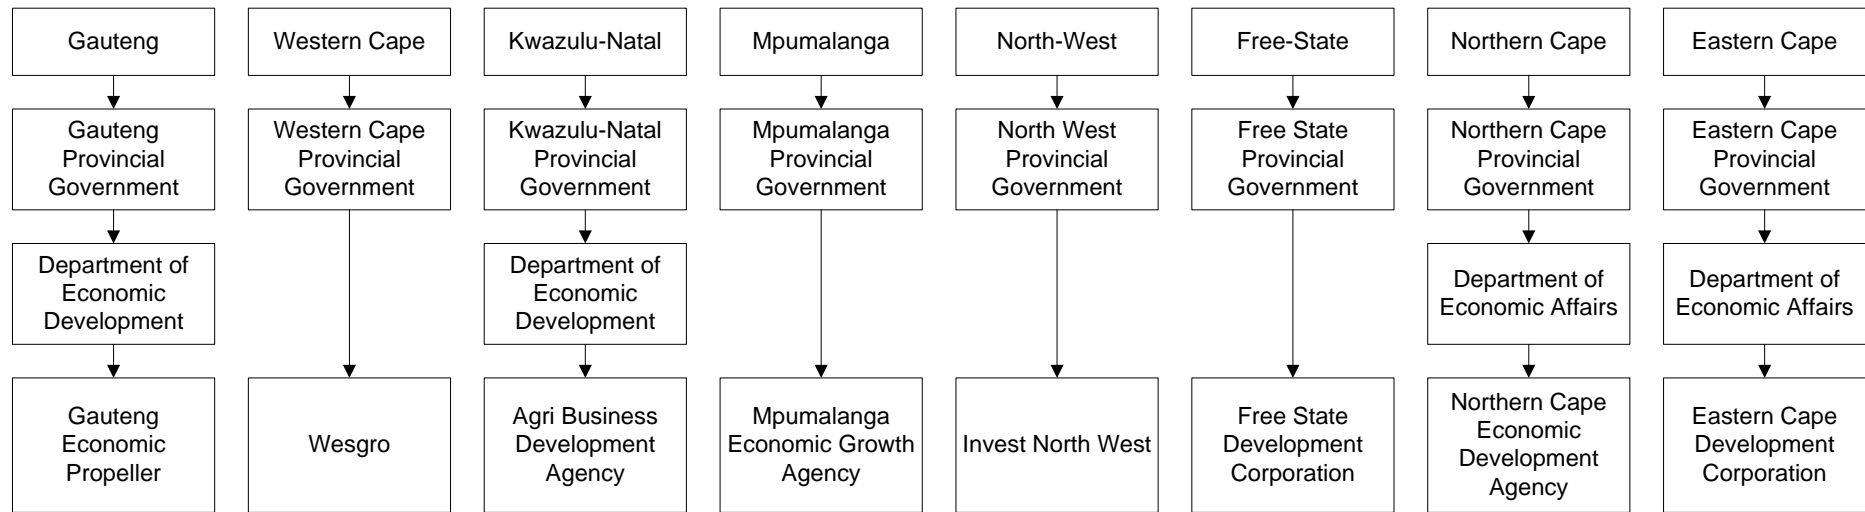 Gauteng
Western Cape
Kwazulu-Natal
Mpumalanga
North-West
Free-State
Northern Cape
Eastern Cape
Gauteng
Provincial
Government
Western Cape
Provincial
Government
Kwazulu-Natal
Provincial
Government
Mpumalanga
Provincial
Government
North West
Provincial
Government
Free State
Provincial
Government
Northern Cape
Provincial
Government
Eastern Cape
Provincial
Government
Department of
Economic
Development
Department of
Economic
Development
Department of
Economic Affairs
Department of
Economic Affairs
Gauteng
Economic
Propeller
Wesgro
Agri Business
Development
Agency
Mpumalanga
Economic Growth
Agency
Invest North West
Free State
Development
Corporation
Northern Cape
Economic
Development
Agency
Eastern Cape
Development
Corporation